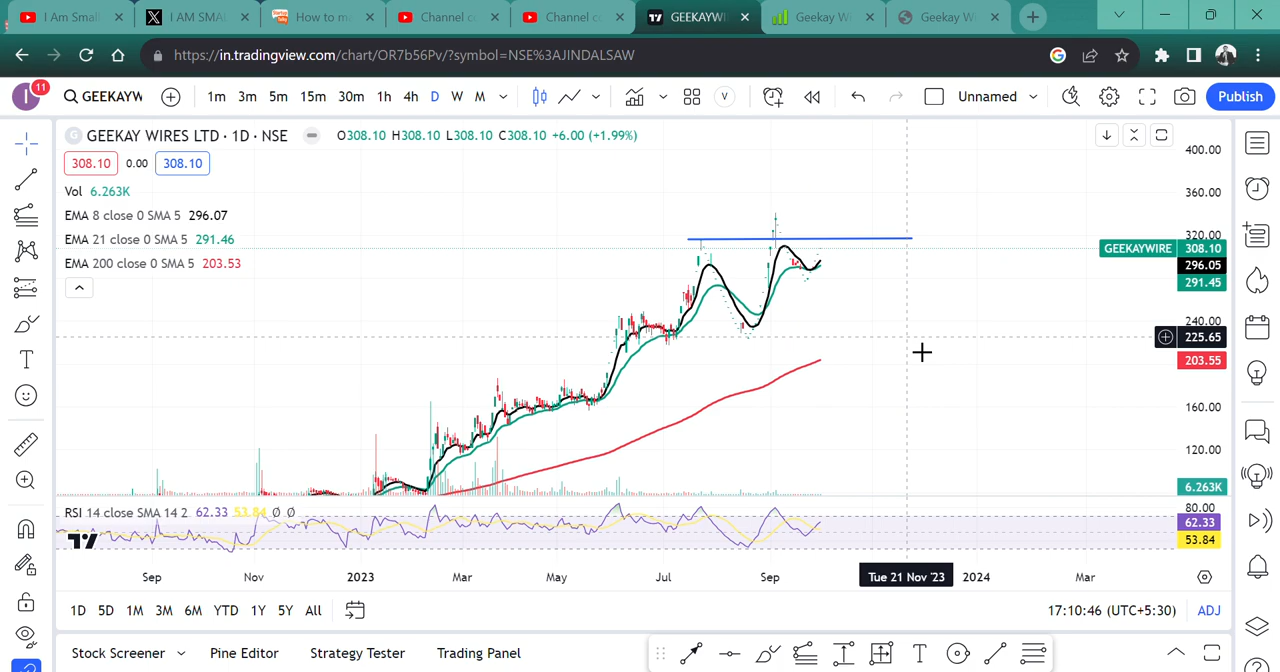 I Am Small
I AM SMA
How to ma
Channel c
Channel co
GEEKAYWI
Geekay Wi
Geekay Wi
https://in.tradingview.com/chart/OR7b56Pv/?symbol=NSE%3AJINDALSAW
I 11 GEEKAYW 1m 3m 5m 15m 30m 1h 4h D W M V Unnamed Publish
GEEKAY WIRES LTD · 1D · NSE O308.10 H308.10 L308.10 C308.10 +6.00 (+1.99%)
308.10 0.00 308.10
Vol 6.263K
EMA 8 close 0 SMA 5 296.07
EMA 21 close 0 SMA 5 291.46
EMA 200 close 0 SMA 5 203.53
400.00
360.00
320.00
GEEKAYWIRE 308.10
296.05
291.45
240.00
225.65
203.55
160.00
120.00
6.263K
80.00
RSI 14 close SMA 14 2 62.33 53.84 Ø Ø
62.33
53.84
Sep Nov 2023 Mar May Jul Sep Tue 21 Nov '23 2024 Mar
1D 5D 1M 3M 6M YTD 1Y 5Y All 17:10:46 (UTC+5:30) ADJ
Stock Screener Pine Editor Strategy Tester Trading Panel